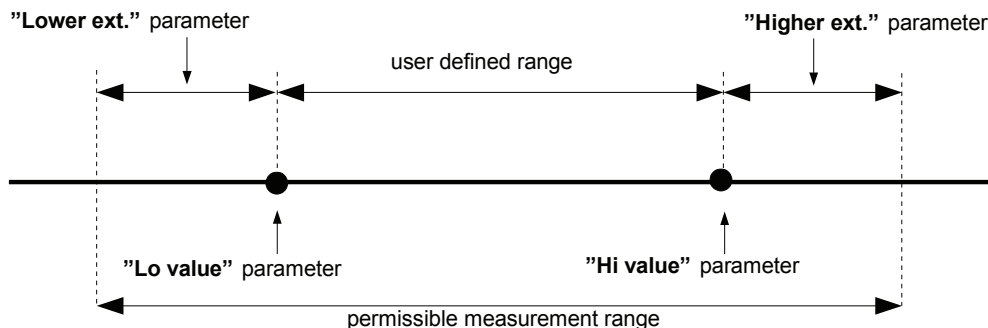 ”Lower ext.” parameter
”Higher ext.” parameter
user defined range
”Lo value” parameter
”Hi value” parameter
permissible measurement range